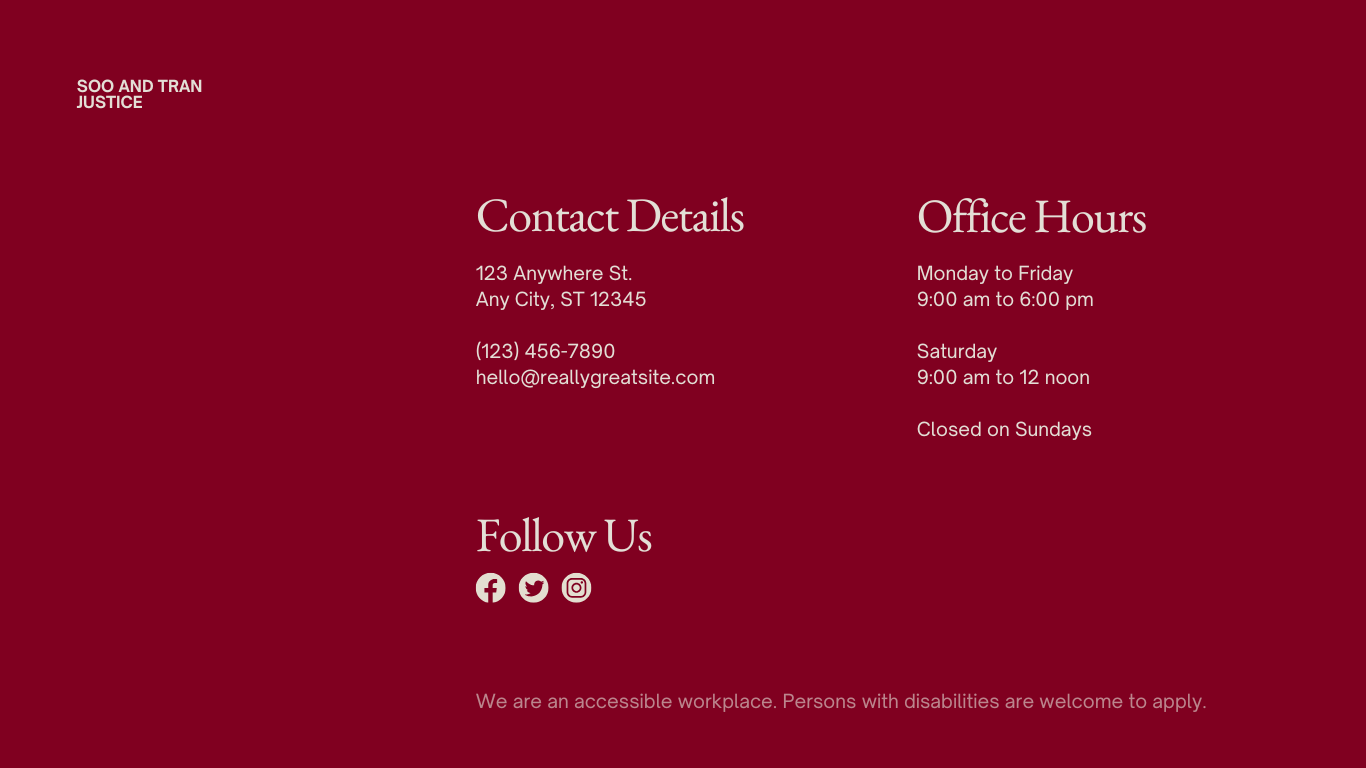 SOO AND TRAN
JUSTICE
Contact Details
123 Anywhere St.
Any City, ST 12345
(123) 456-7890
hello@reallygreatsite.com
Office Hours
Monday to Friday
9:00 am to 6:00 pm
Saturday
9:00 am to 12 noon
Closed on Sundays
Follow Us
We are an accessible workplace. Persons with disabilities are welcome to apply.